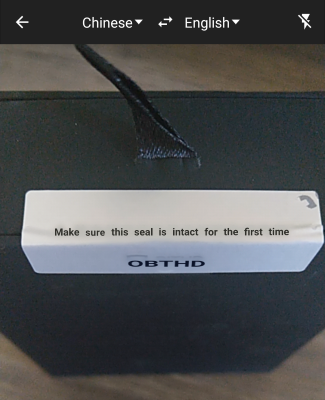 Chinese English
Make sure this seal is intact for the first time
OBTHD